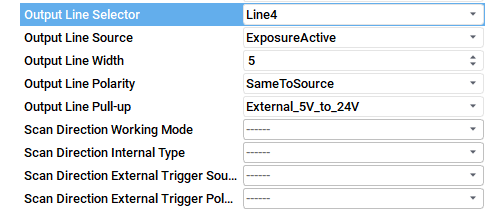 Output Line Selector Line4
Output Line Source ExposureActive
Output Line Width 5
Output Line Polarity SameToSource
Output Line Pull-up External_5V_to_24V
Scan Direction Working Mode ------
Scan Direction Internal Type ------
Scan Direction External Trigger Sou... ------
Scan Direction External Trigger Pol... ------